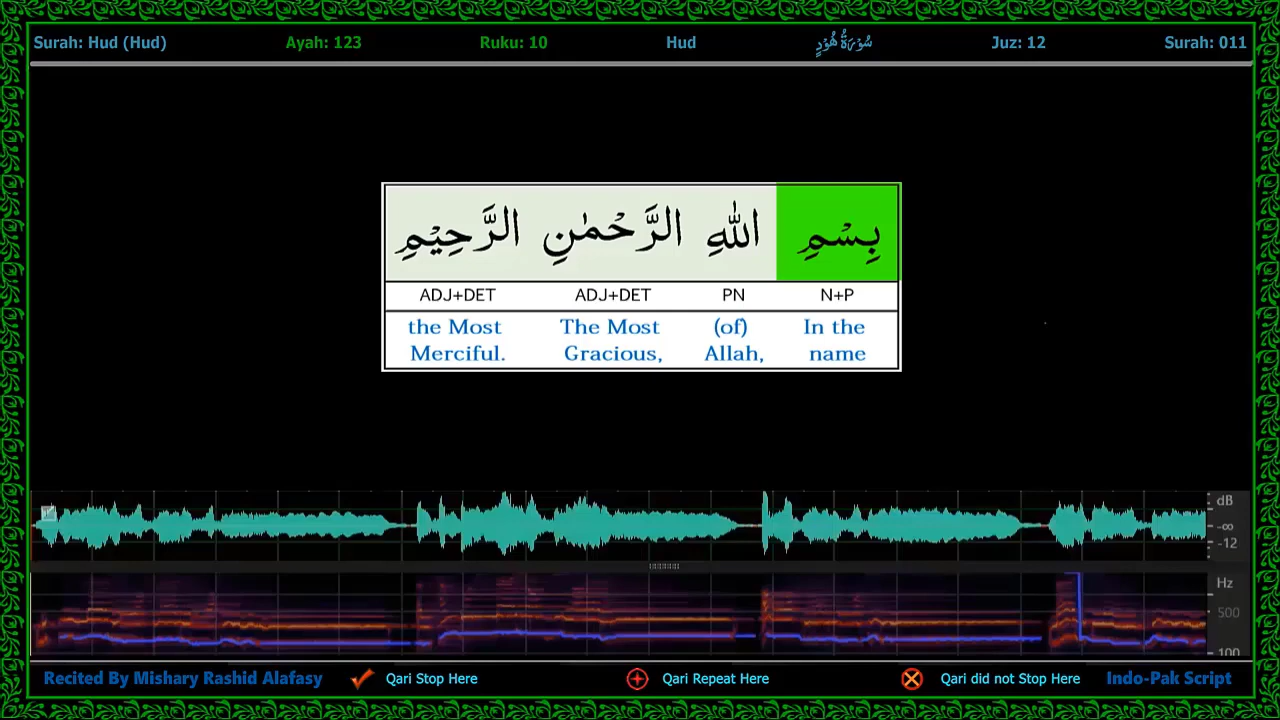 Surah: Hud (Hud) Ayah: 123 Ruku: 10 Hud سُوْرَةُ هُوْدٍ Juz: 12 Surah: 011
بِسْمِ اللّٰهِ الرَّحْمٰنِ الرَّحِيْمِ
ADJ+DET ADJ+DET PN N+P
the Most The Most (of) In the
Merciful. Gracious, Allah, name
dB
-∞
-12
Hz
500
100
Recited By Mishary Rashid Alafasy Qari Stop Here Qari Repeat Here Qari did not Stop Here Indo-Pak Script